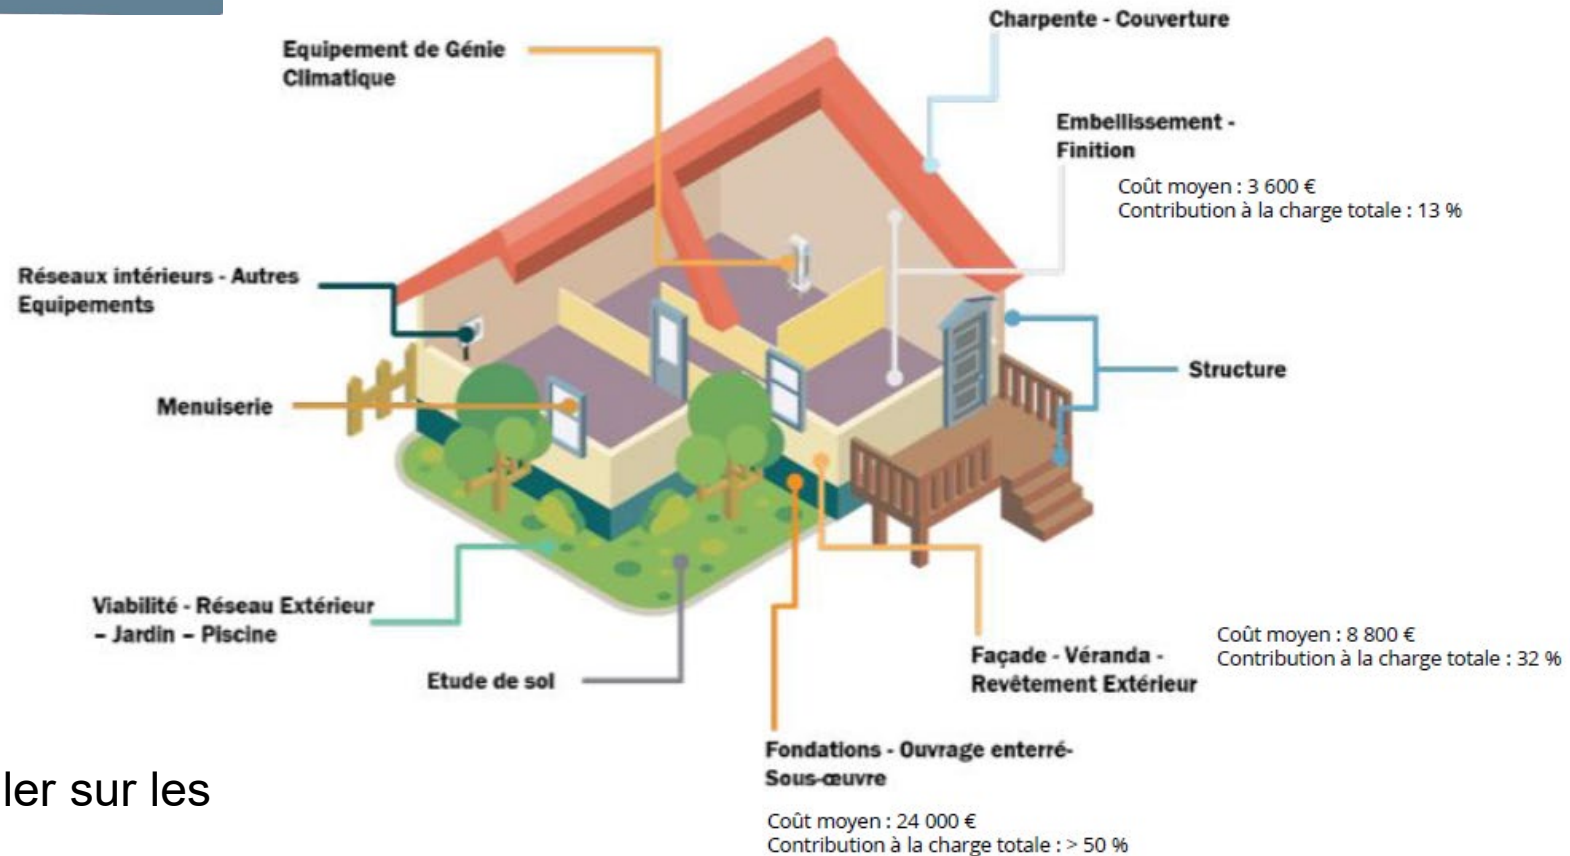 Charpente - Couverture
Equipement de Génie
Climatique
Embellissement -
Finition
Coût moyen : 3 600 €
Contribution à la charge totale : 13 %
Réseaux intérieurs - Autres
Equipements
Structure
Menuiserie
Viabilité - Réseau Extérieur
– Jardin – Piscine
Etude de sol
Façade - Véranda -
Revêtement Extérieur
Coût moyen : 8 800 €
Contribution à la charge totale : 32 %
Fondations - Ouvrage enterré-
Sous-œuvre
Coût moyen : 24 000 €
Contribution à la charge totale : > 50 %
ler sur les